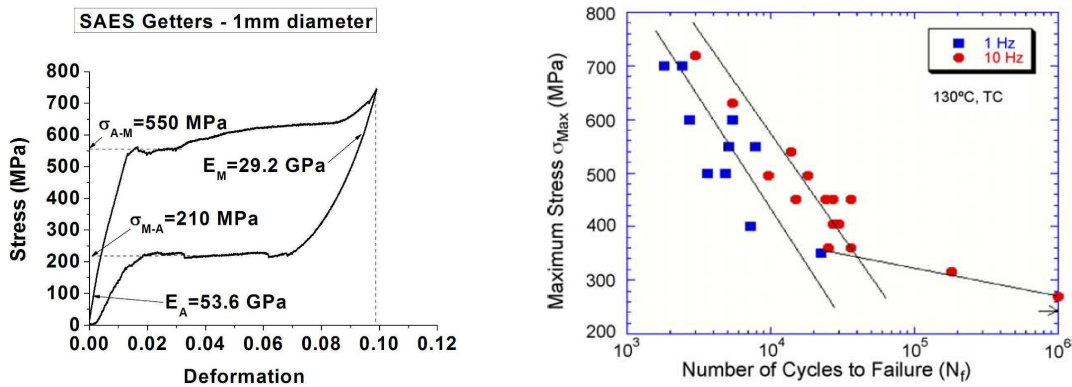 SAES Getters - 1mm diameter
800
700
600
500
400
300
200
100
0
Stress (MPa)
σA-M=550 MPa
EM=29.2 GPa
σM-A=210 MPa
EA=53.6 GPa
0.00 0.02 0.04 0.06 0.08 0.10 0.12
Deformation
800
700
600
500
400
300
200
Maximum Stress σMax (MPa)
1 Hz
10 Hz
130ºC, TC
10³ 10⁴ 10⁵ 10⁶
Number of Cycles to Failure (Nf)